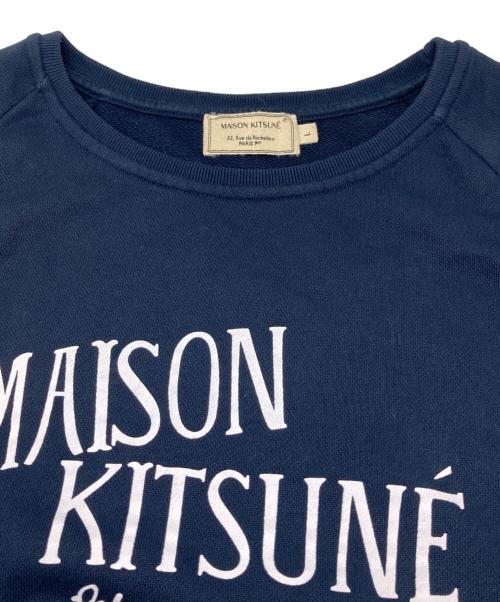 MAISON KITSUNÉ
32, Rue de Richelieu
PARIS 1er
L
MAISON
KITSUNÉ